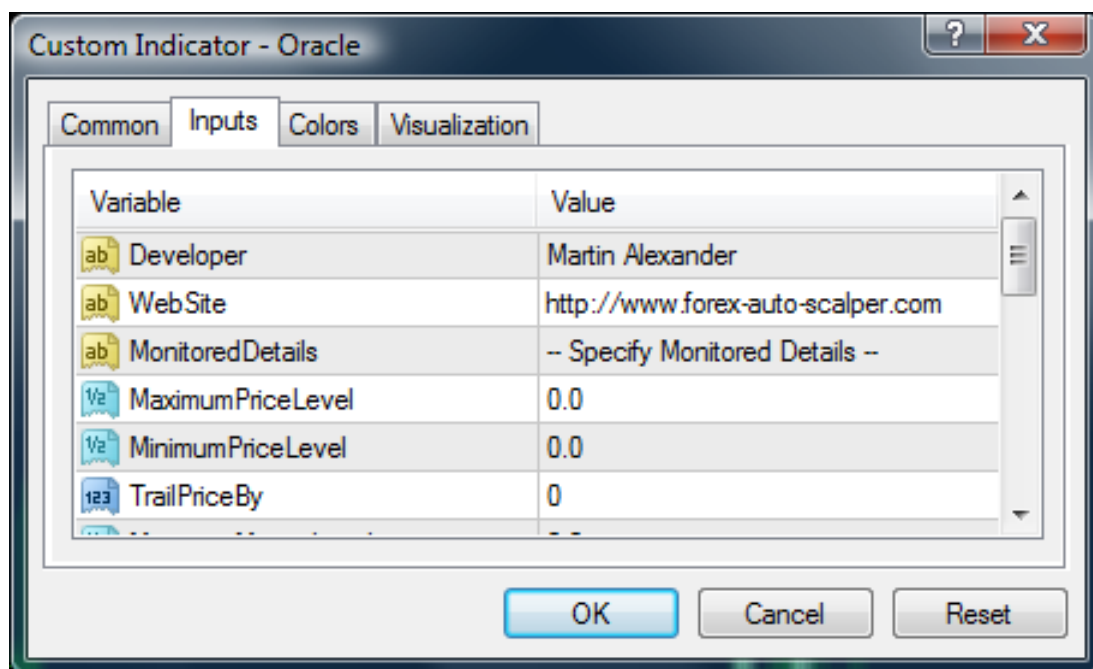 Custom Indicator - Oracle
? X
Common Inputs Colors Visualization
Variable Value
ab Developer Martin Alexander
ab WebSite http://www.forex-auto-scalper.com
ab MonitoredDetails -- Specify Monitored Details --
1/2 MaximumPriceLevel 0.0
1/2 MinimumPriceLevel 0.0
123 TrailPriceBy 0
OK Cancel Reset